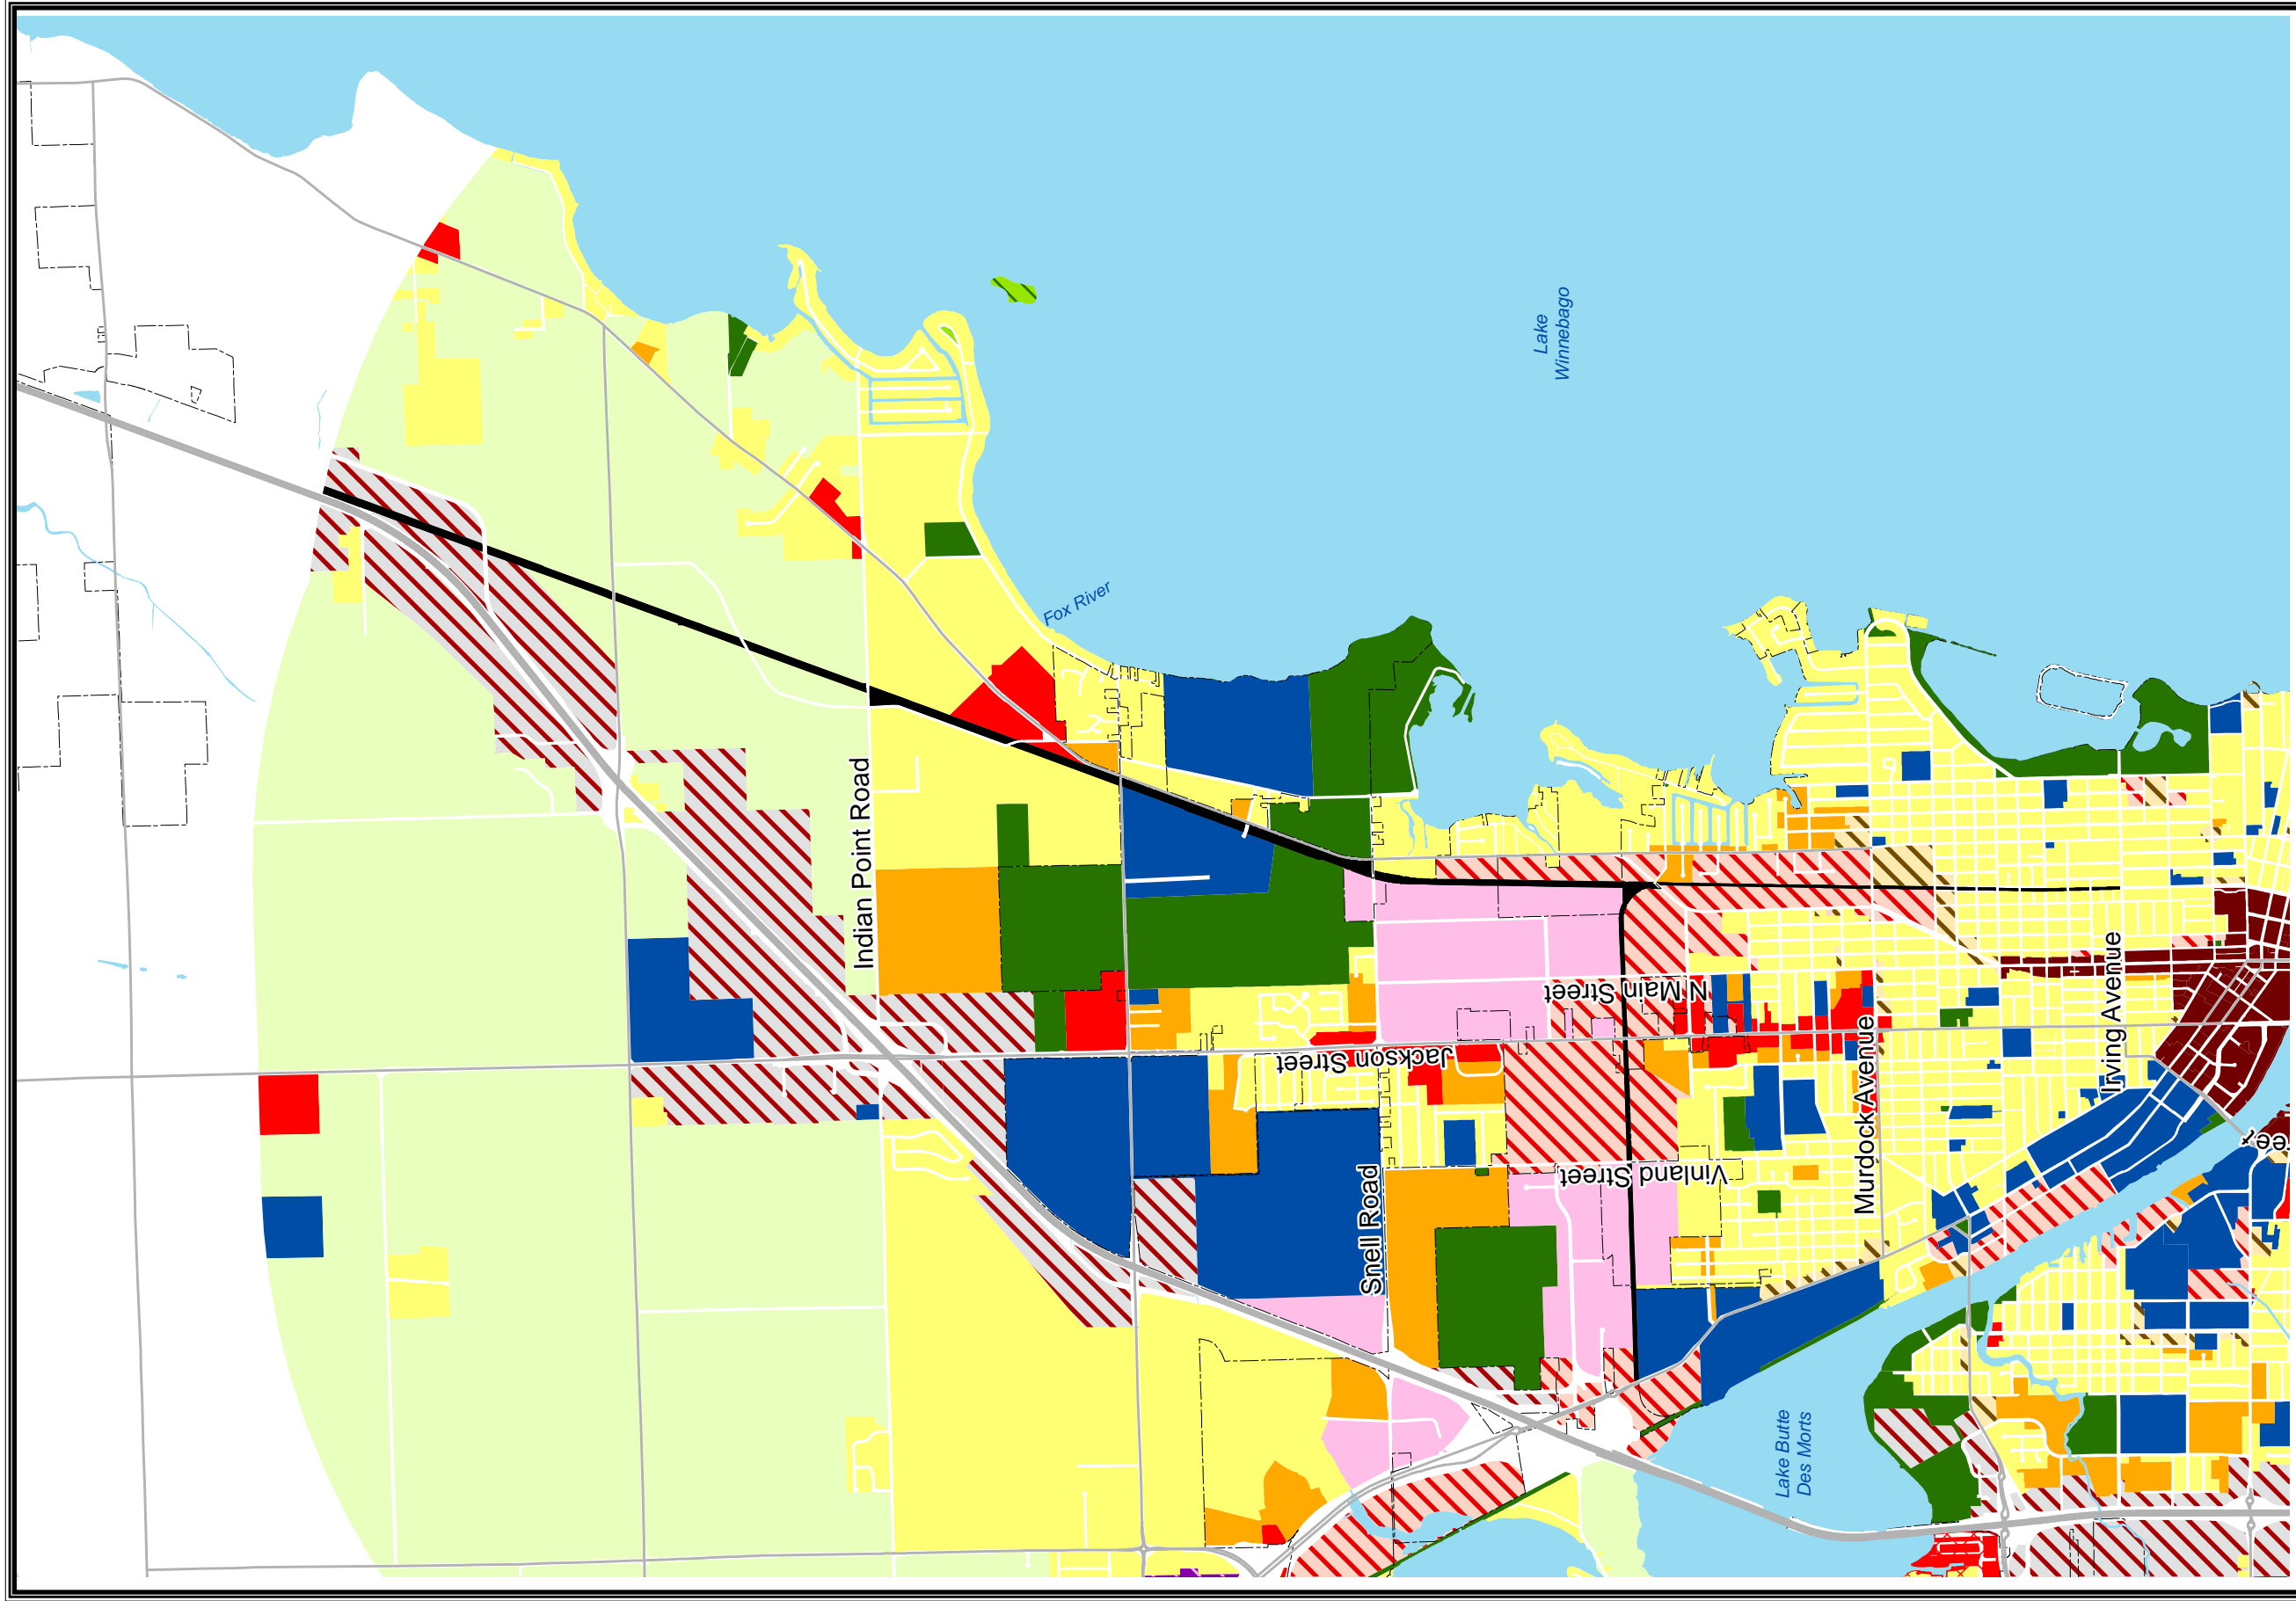 Lake
Winnebago
Fox River
Indian Point Road
N Main Street
Jackson Street
Irving Avenue
Murdock Avenue
Vinland Street
Snell Road
Lake Butte
Des Morts